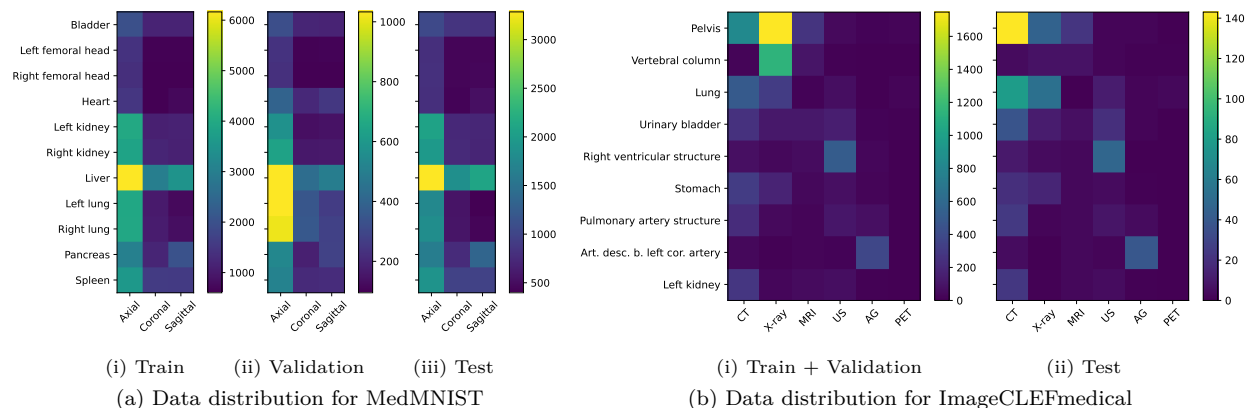 Bladder
Left femoral head
Right femoral head
Heart
Left kidney
Right kidney
Liver
Left lung
Right lung
Pancreas
Spleen
Axial
Coronal
Sagittal
6000
5000
4000
3000
2000
1000
Axial
Coronal
Sagittal
1000
800
600
400
200
Axial
Coronal
Sagittal
3000
2500
2000
1500
1000
500
(i) Train
(ii) Validation
(iii) Test
(a) Data distribution for MedMNIST
Pelvis
Vertebral column
Lung
Urinary bladder
Right ventricular structure
Stomach
Pulmonary artery structure
Art. desc. b. left cor. artery
Left kidney
CT
X-ray
MRI
US
AG
PET
1600
1400
1200
1000
800
600
400
200
0
CT
X-ray
MRI
US
AG
PET
140
120
100
80
60
40
20
0
(i) Train + Validation
(ii) Test
(b) Data distribution for ImageCLEFmedical